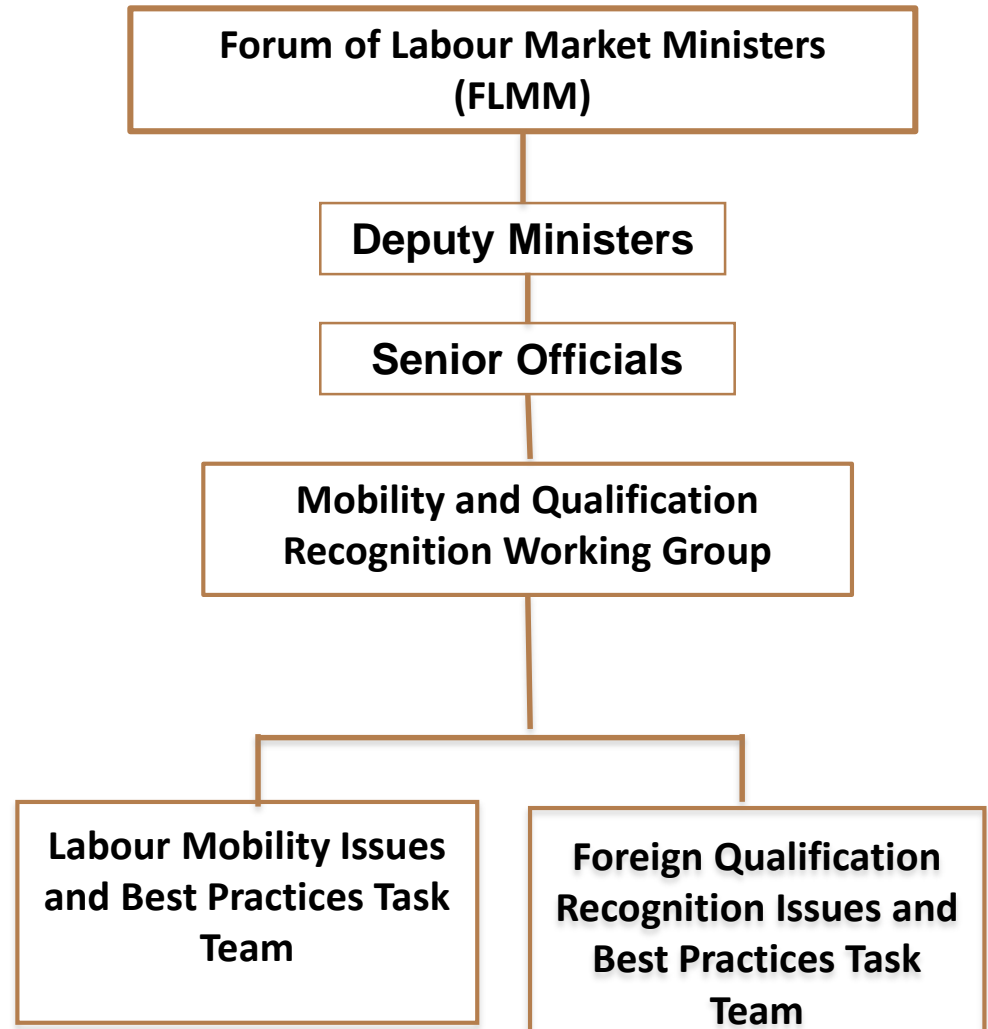 Forum of Labour Market Ministers
(FLMM)
Deputy Ministers
Senior Officials
Mobility and Qualification
Recognition Working Group
Labour Mobility Issues
and Best Practices Task
Team
Foreign Qualification
Recognition Issues and
Best Practices Task
Team